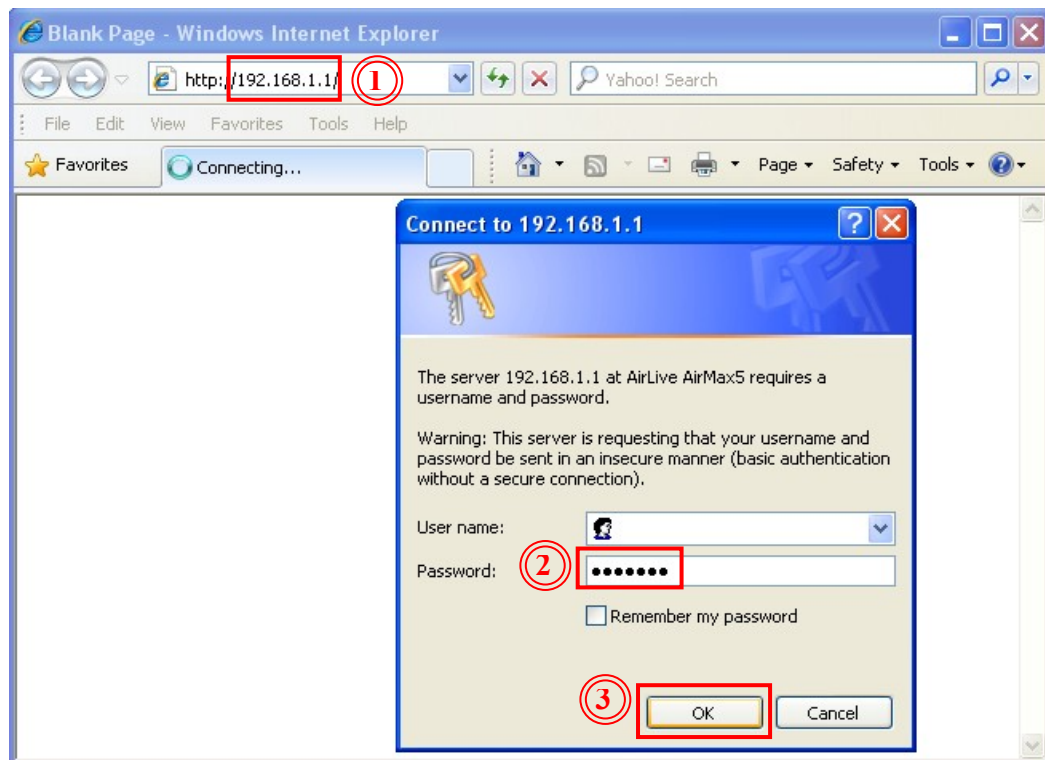 Blank Page - Windows Internet Explorer
http://192.168.1.1/ 1 Yahoo! Search
File Edit View Favorites Tools Help
Favorites Connecting... Page Safety Tools
Connect to 192.168.1.1
The server 192.168.1.1 at AirLive AirMax5 requires a
username and password.
Warning: This server is requesting that your username and
password be sent in an insecure manner (basic authentication
without a secure connection).
User name:
Password: 2 •••••••
Remember my password
3 OK Cancel